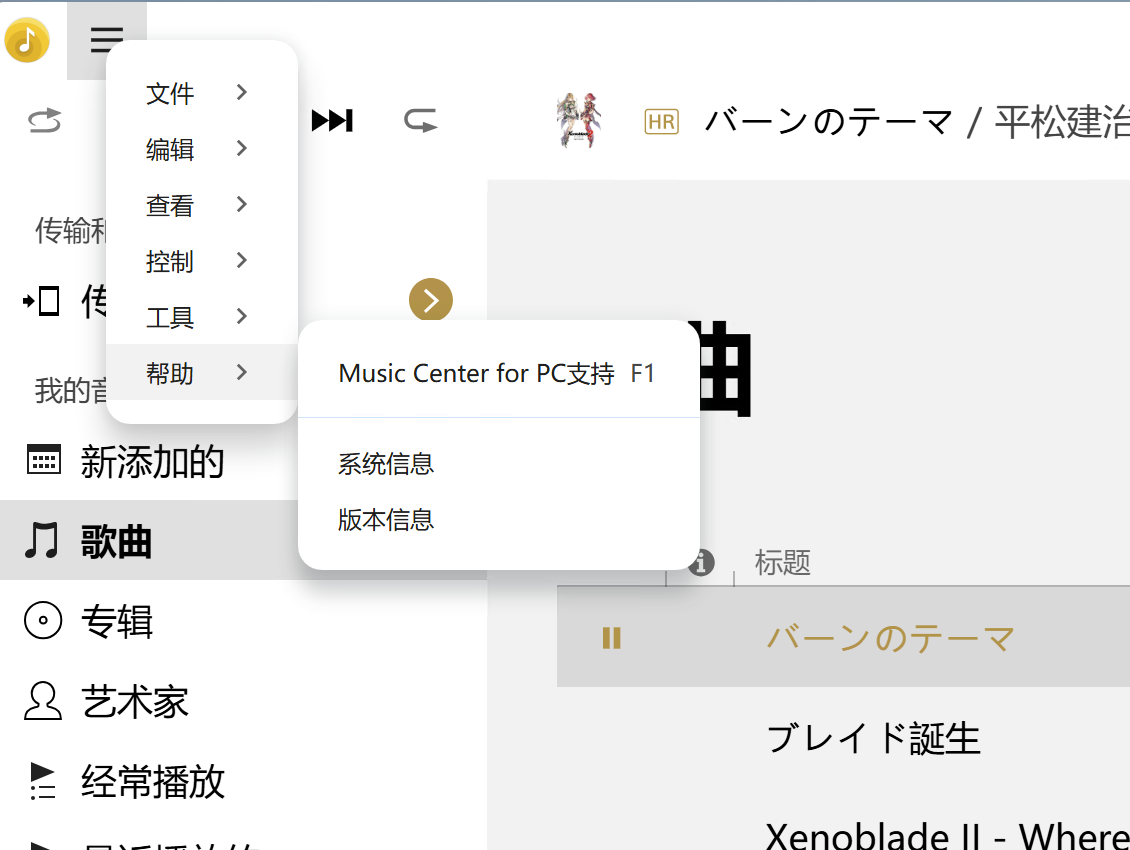 文件
编辑
查看
控制
工具
帮助
Music Center for PC支持 F1
系统信息
版本信息
HR バーンのテーマ / 平松建治
传输和
传
我的音
新添加的
歌曲
专辑
艺术家
经常播放
曲
标题
バーンのテーマ
ブレイド誕生
Xenoblade II - Where